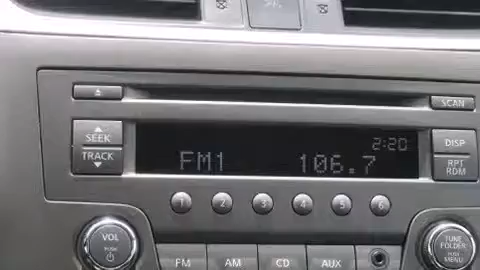 SCAN
2:20
SEEK
TRACK
FM1 106.7
DISP
RPT
RDM
1 2 3 4 5 6
VOL
PUSH
TUNE
FOLDER
PUSH
MENU
FM AM CD AUX